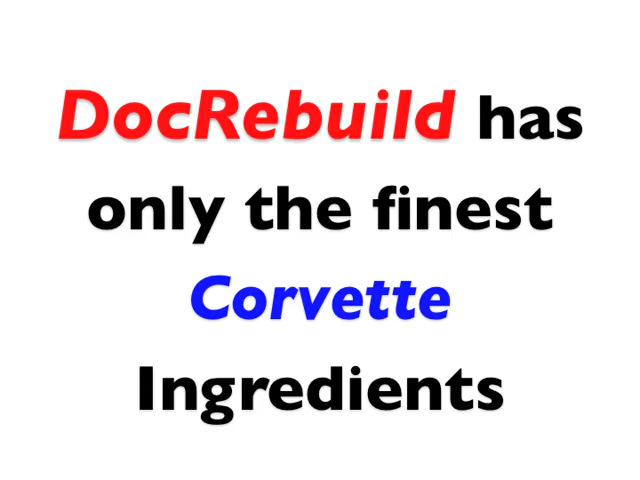 DocRebuild has
only the finest
Corvette
Ingredients